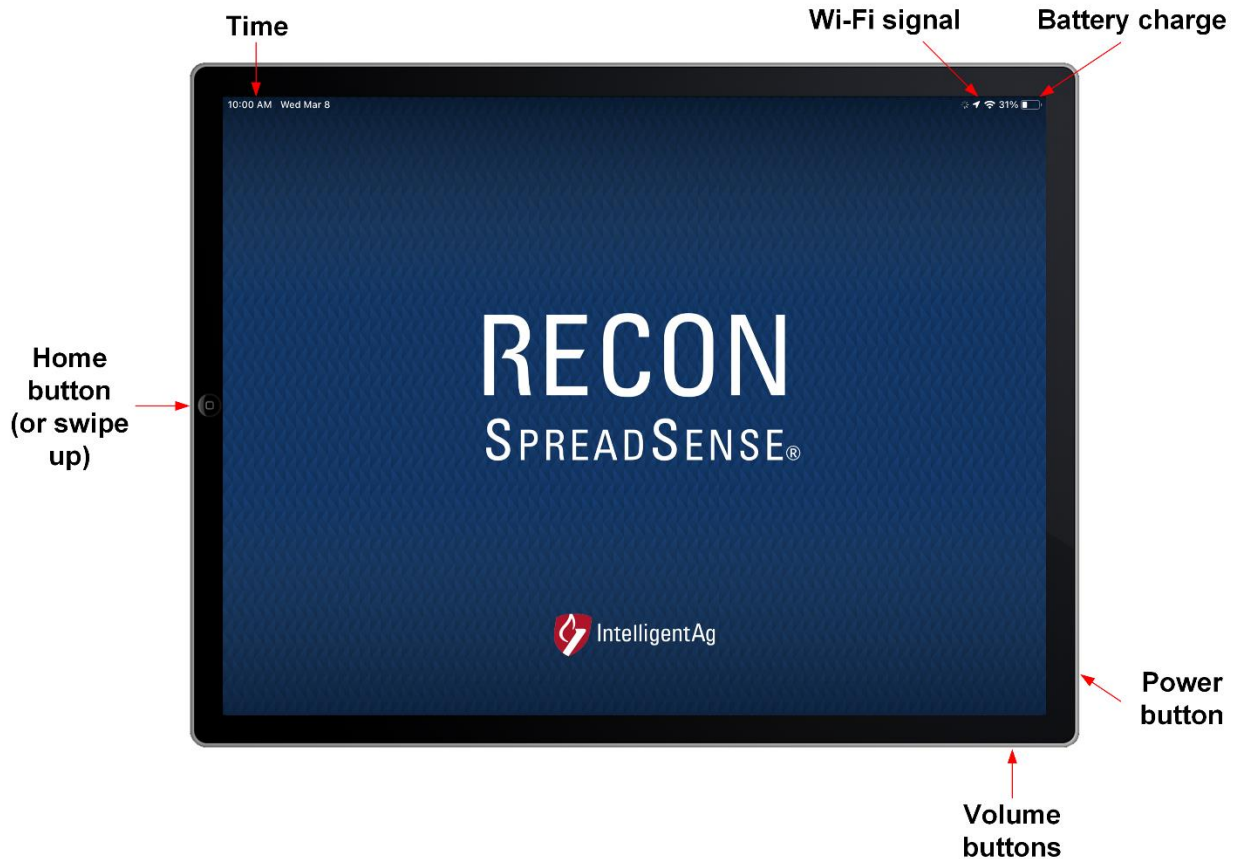 Time
Wi-Fi signal
Battery charge
10:00 AM Wed Mar 8
31%
RECON
SPREADSENSE®
Home
button
(or swipe
up)
IntelligentAg
Power
button
Volume
buttons